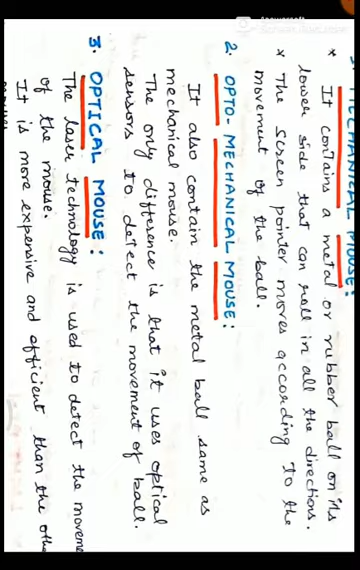 MECHANICAL MOUSE:
* It contains a metal or rubber ball on its
lower side that can roll in all the directions.
* The screen pointer moves according to the
movement of the ball.
2. OPTO-MECHANICAL MOUSE:
It also contain the metal ball same as
mechanical mouse.
The only difference is that it uses optical
sensors to detect the movement of ball.
3. OPTICAL MOUSE:
The laser technology is used to detect the moveme
of the mouse.
It is more expensive and efficient than the othe